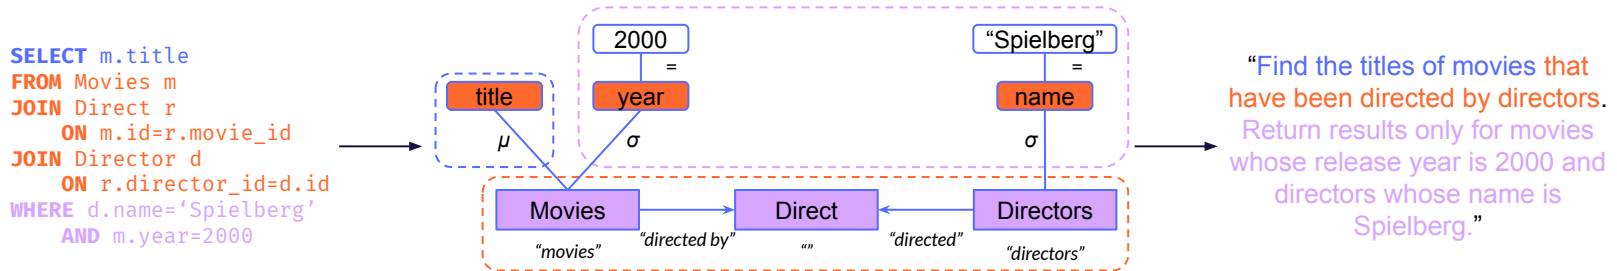 SELECT m.title
FROM Movies m
JOIN Direct r
ON m.id=r.movie_id
JOIN Director d
ON r.director_id=d.id
WHERE d.name=‘Spielberg’
AND m.year=2000
2000
“Spielberg”
=
=
title
year
name
μ
σ
σ
Movies
Direct
Directors
“movies”
“directed by”
“”
“directed”
“directors”
“Find the titles of movies that
have been directed by directors.
Return results only for movies
whose release year is 2000 and
directors whose name is
Spielberg.”